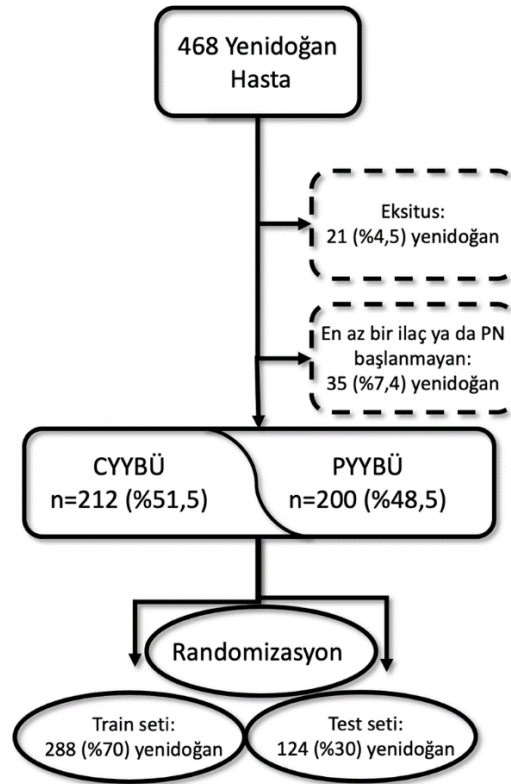 468 Yenidoğan
Hasta
Eksitus:
21 (%4,5) yenidoğan
En az bir ilaç ya da PN
başlanmayan:
35 (%7,4) yenidoğan
CYYBÜ
n=212 (%51,5)
PYYBÜ
n=200 (%48,5)
Randomizasyon
Train seti:
288 (%70) yenidoğan
Test seti:
124 (%30) yenidoğan